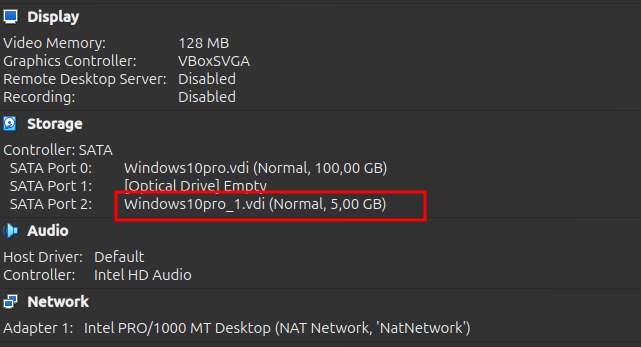 Display
Video Memory: 128 MB
Graphics Controller: VBoxSVGA
Remote Desktop Server: Disabled
Recording: Disabled
Storage
Controller: SATA
SATA Port 0: Windows10pro.vdi (Normal, 100,00 GB)
SATA Port 1: [Optical Drive] Empty
SATA Port 2: Windows10pro_1.vdi (Normal, 5,00 GB)
Audio
Host Driver: Default
Controller: Intel HD Audio
Network
Adapter 1: Intel PRO/1000 MT Desktop (NAT Network, 'NatNetwork')